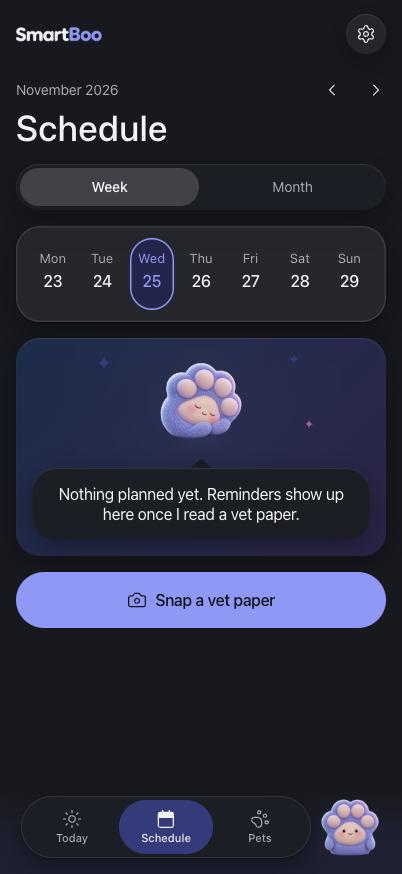 SmartBoo
November 2026
Schedule
Week Month
Mon Tue Wed Thu Fri Sat Sun
23 24 25 26 27 28 29
Nothing planned yet. Reminders show up
here once I read a vet paper.
Snap a vet paper
Today Schedule Pets